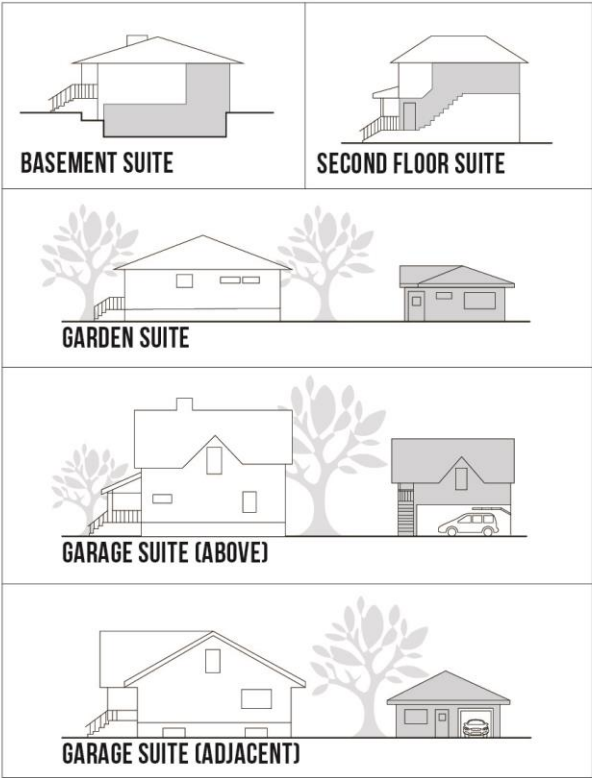 BASEMENT SUITE
SECOND FLOOR SUITE
GARDEN SUITE
GARAGE SUITE (ABOVE)
GARAGE SUITE (ADJACENT)